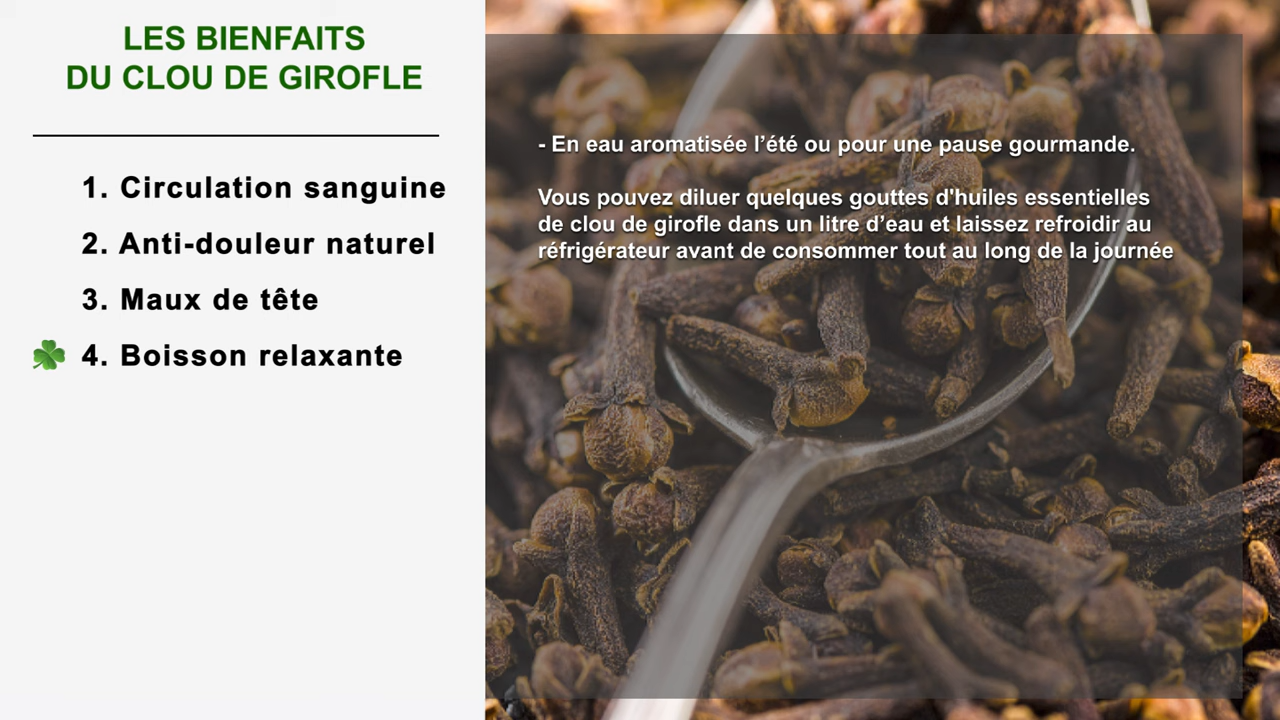 LES BIENFAITS
DU CLOU DE GIROFLE
1. Circulation sanguine
2. Anti-douleur naturel
3. Maux de tête
4. Boisson relaxante
- En eau aromatisée l’été ou pour une pause gourmande.
Vous pouvez diluer quelques gouttes d'huiles essentielles
de clou de girofle dans un litre d’eau et laissez refroidir au
réfrigérateur avant de consommer tout au long de la journée